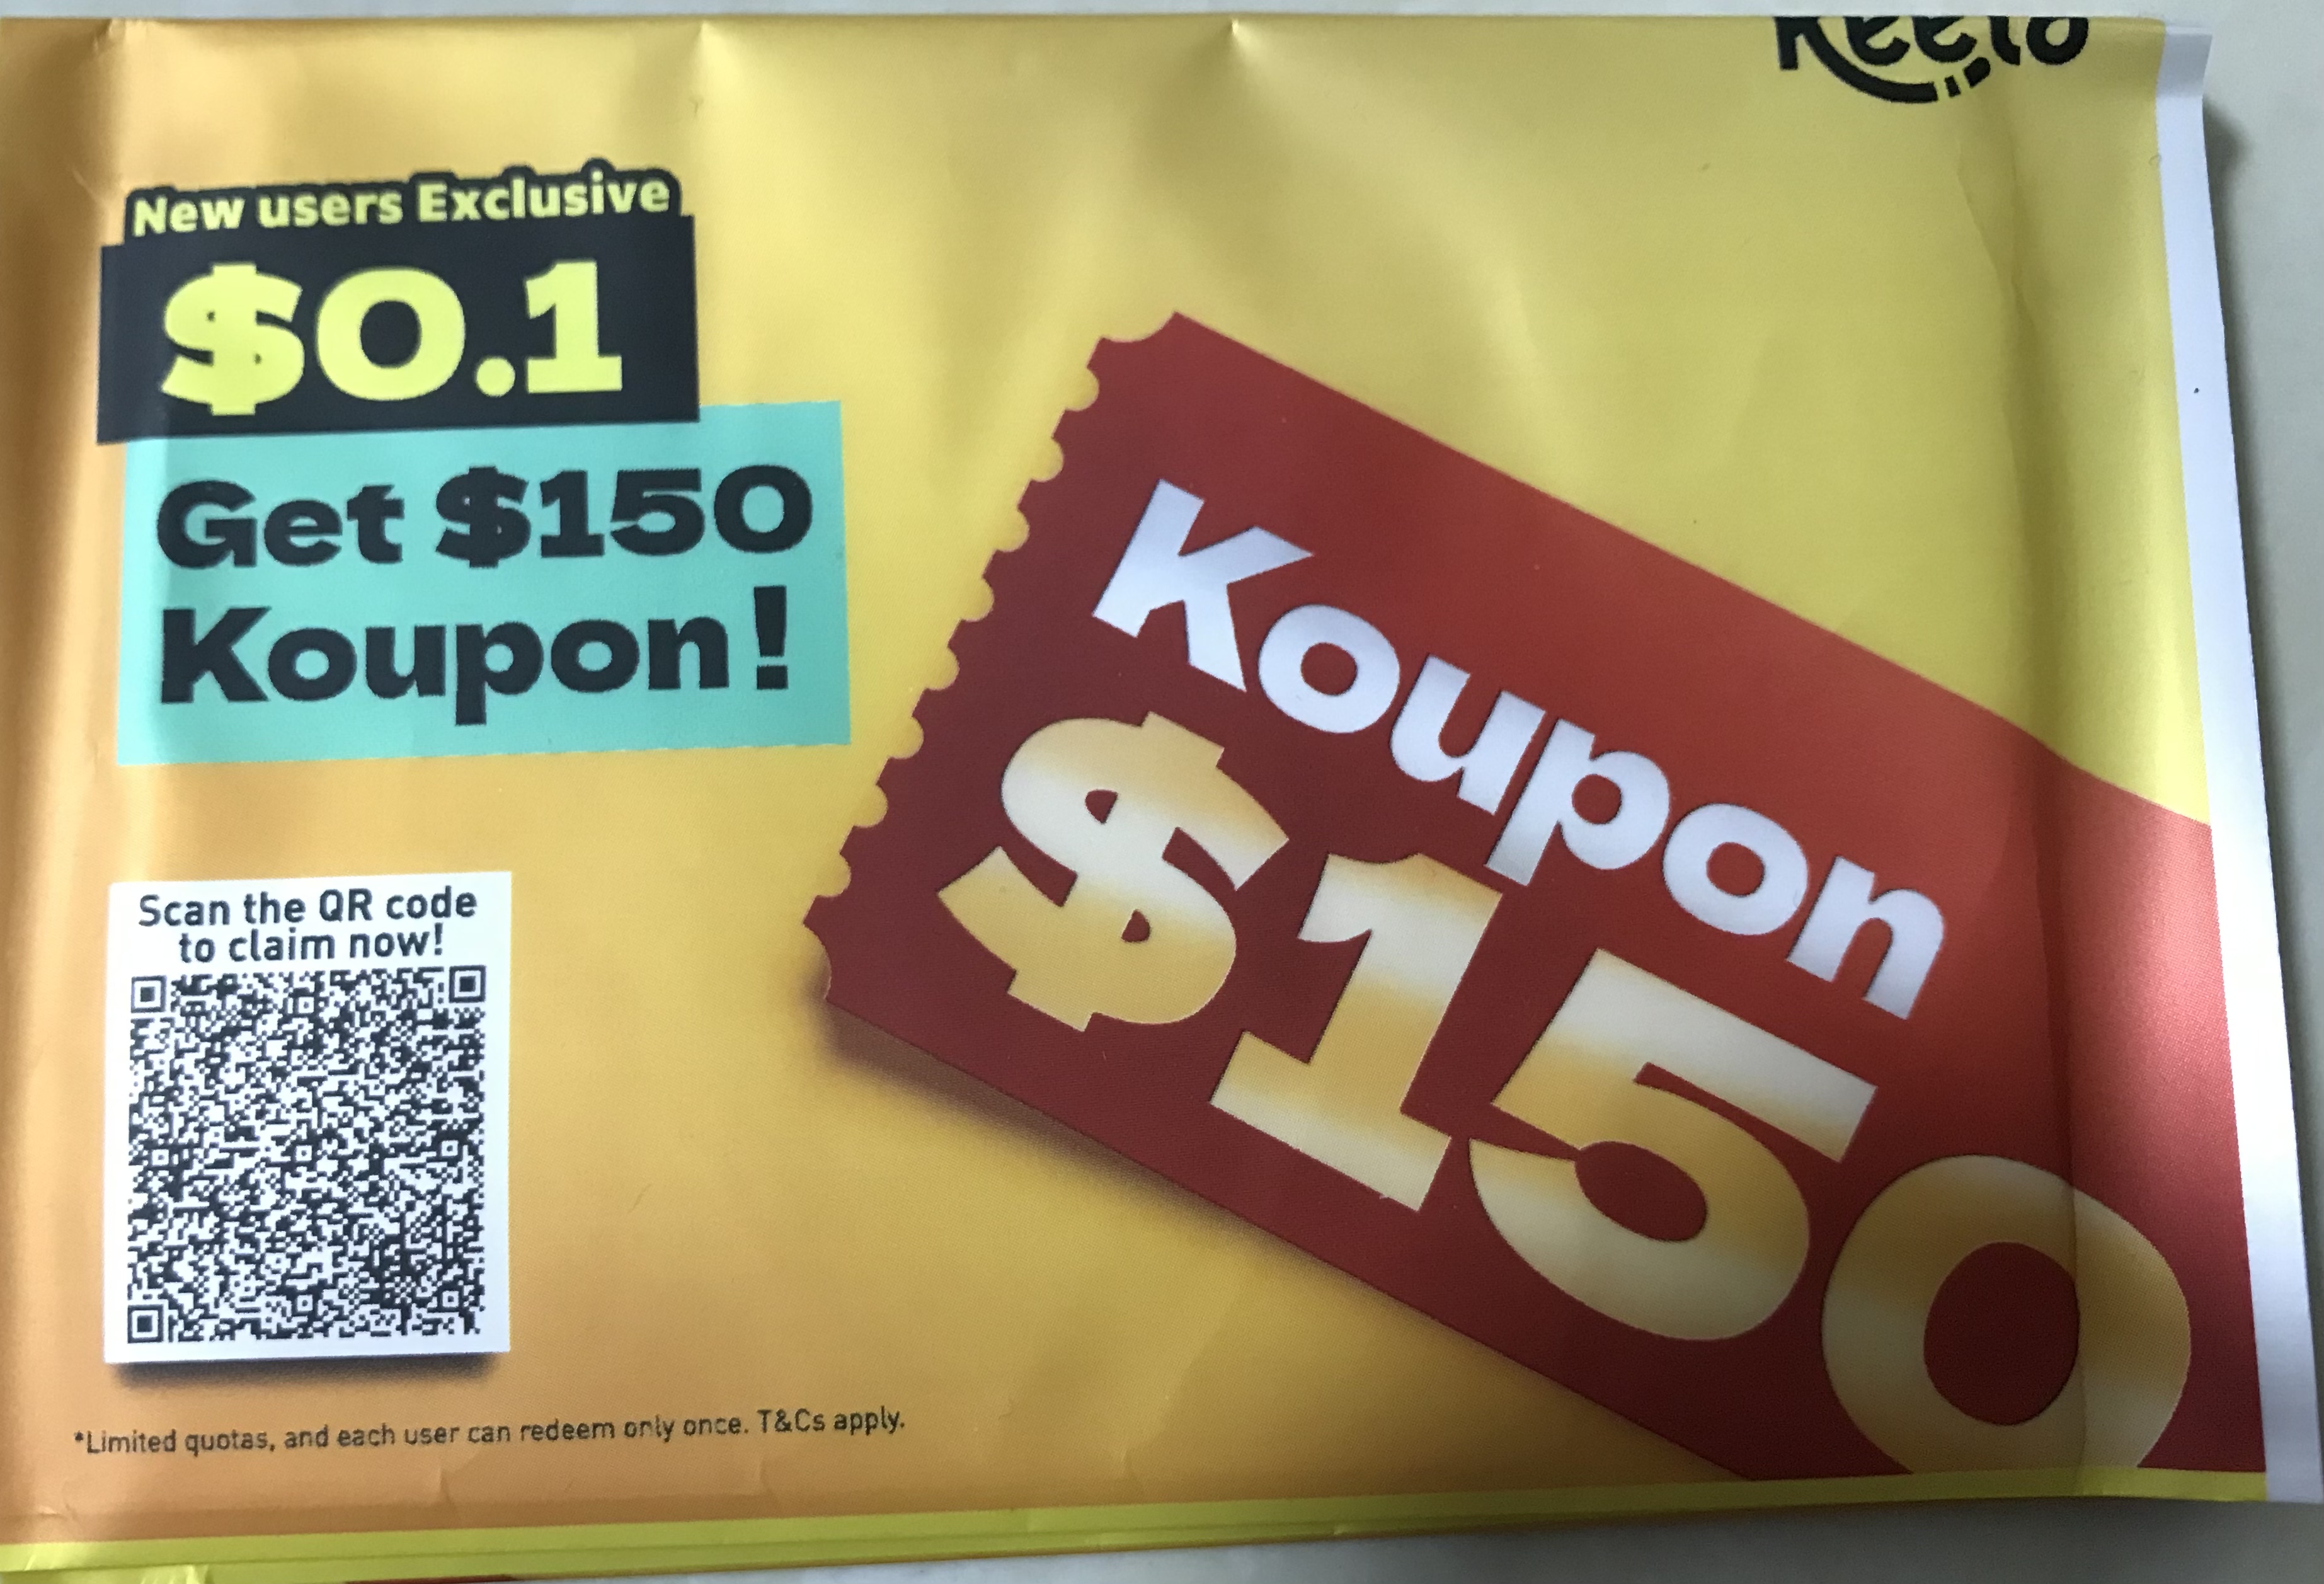 KeeTa
New users Exclusive
$0.1
Get $150
Koupon!
Koupon
$150
Scan the QR code
to claim now!
*Limited quotas, and each user can redeem only once. T&Cs apply.